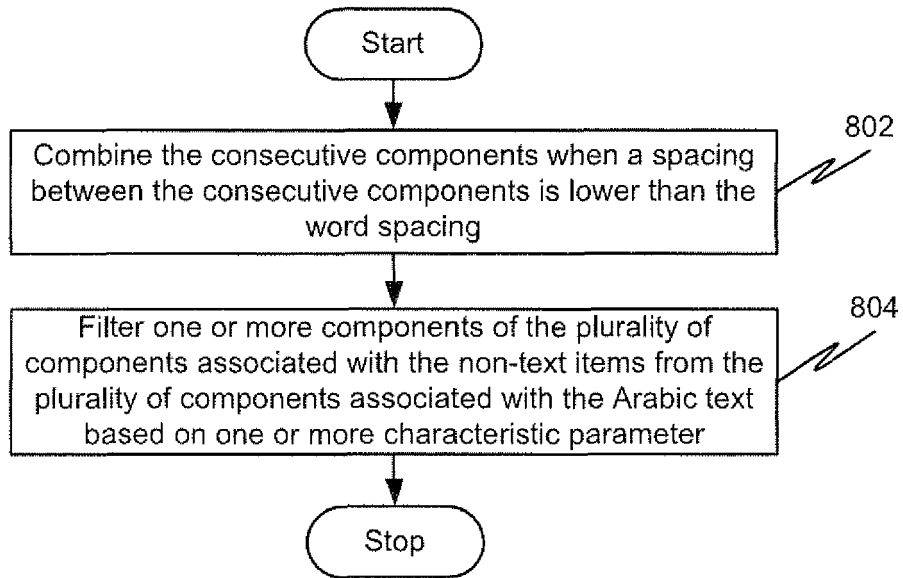 Start
802
Combine the consecutive components when a spacing
between the consecutive components is lower than the
word spacing
804
Filter one or more components of the plurality of
components associated with the non-text items from the
plurality of components associated with the Arabic text
based on one or more characteristic parameter
Stop